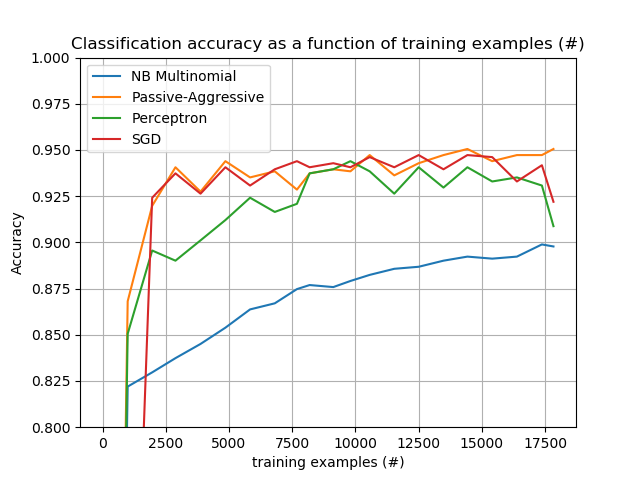 Classification accuracy as a function of training examples (#)
1.000
0.975
0.950
0.925
0.900
0.875
0.850
0.825
0.800
Accuracy
NB Multinomial
Passive-Aggressive
Perceptron
SGD
0 2500 5000 7500 10000 12500 15000 17500
training examples (#)